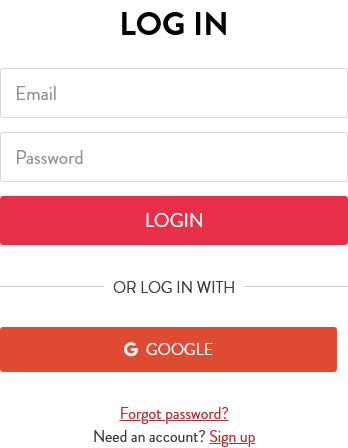 LOG IN
Email
Password
LOGIN
OR LOG IN WITH
GOOGLE
Forgot password?
Need an account? Sign up